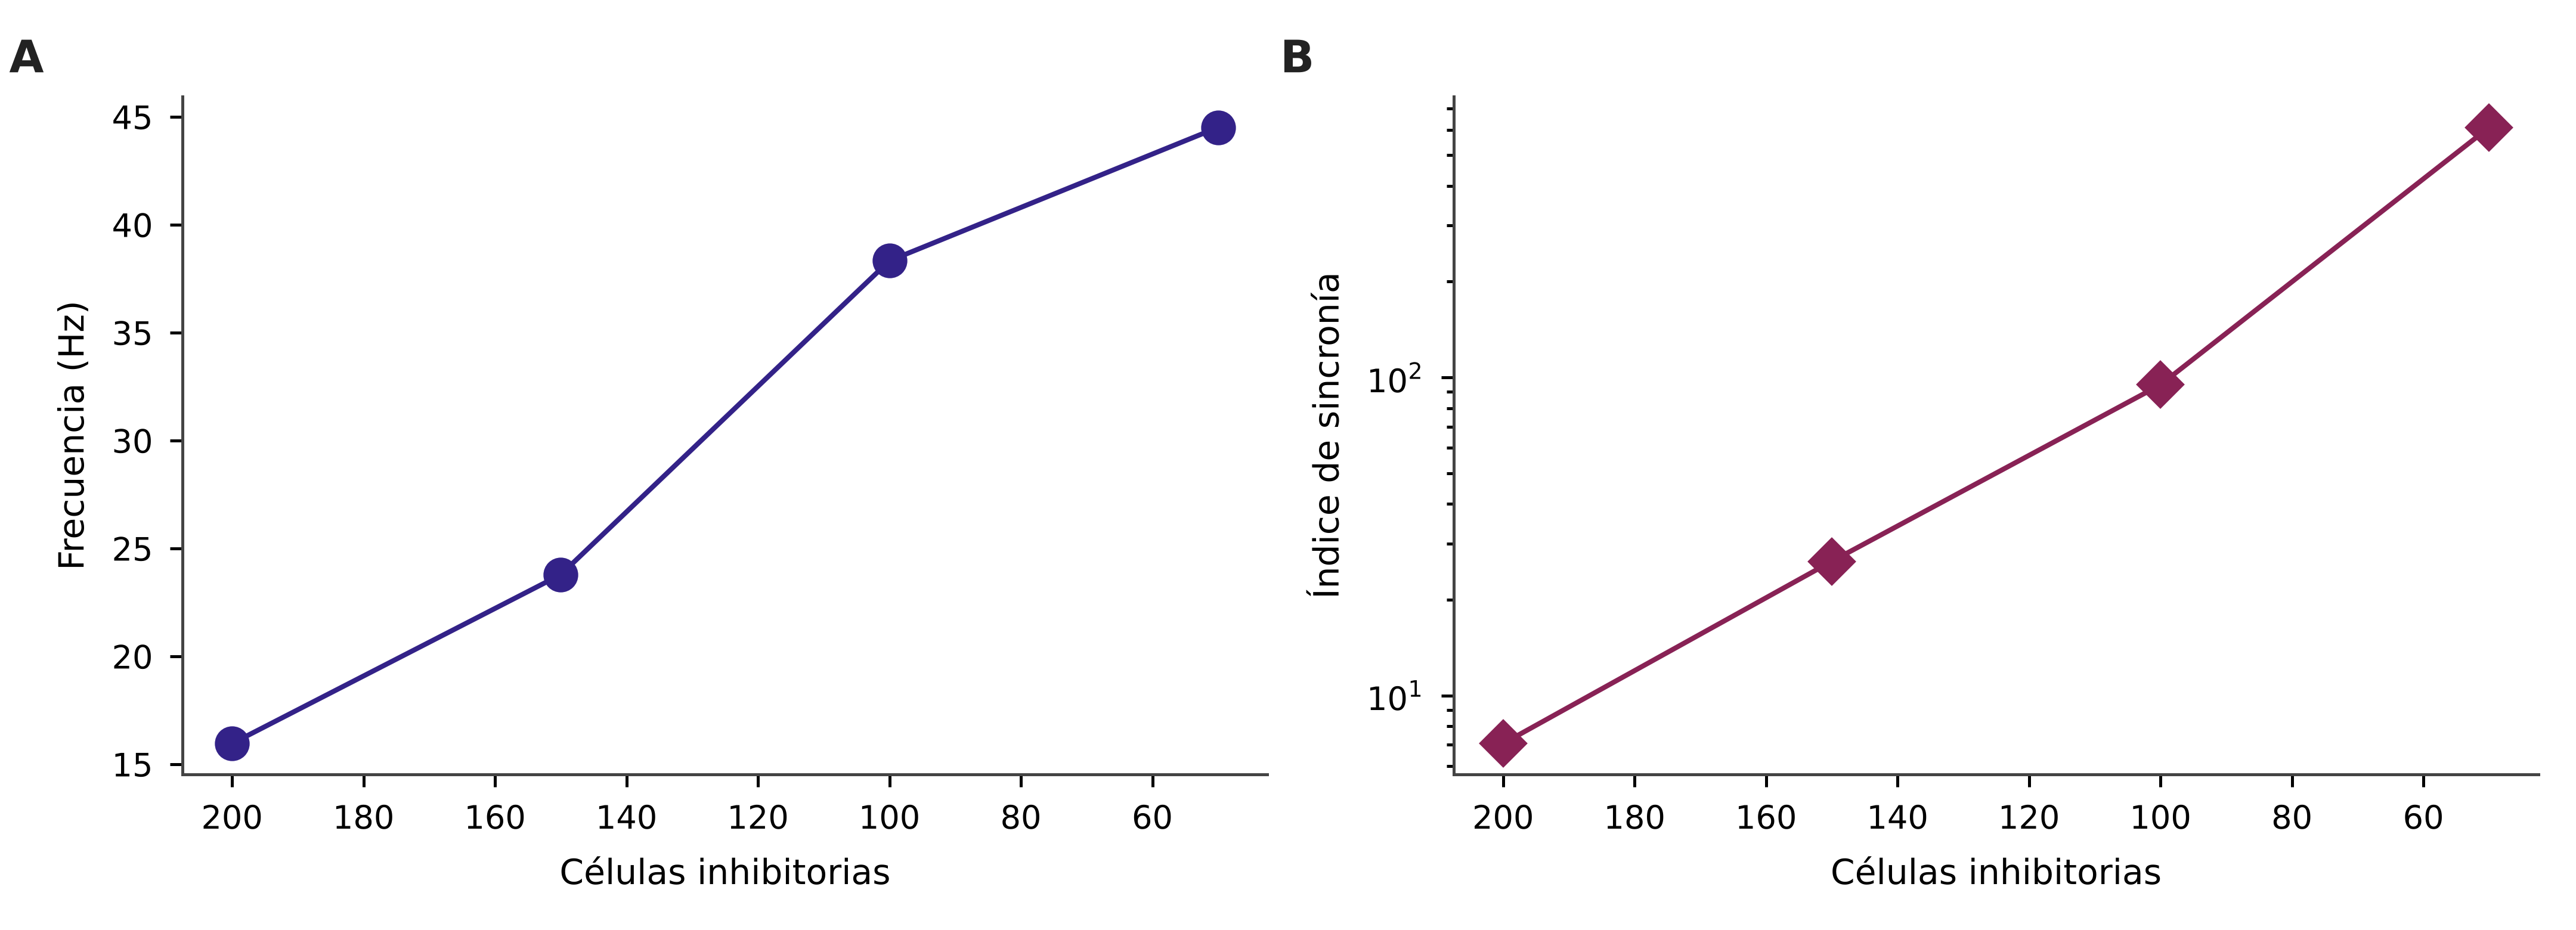 A
45
40
35
30
25
20
15
Frecuencia (Hz)
200 180 160 140 120 100 80 60
Células inhibitorias
B
10²
10¹
Índice de sincronía
200 180 160 140 120 100 80 60
Células inhibitorias